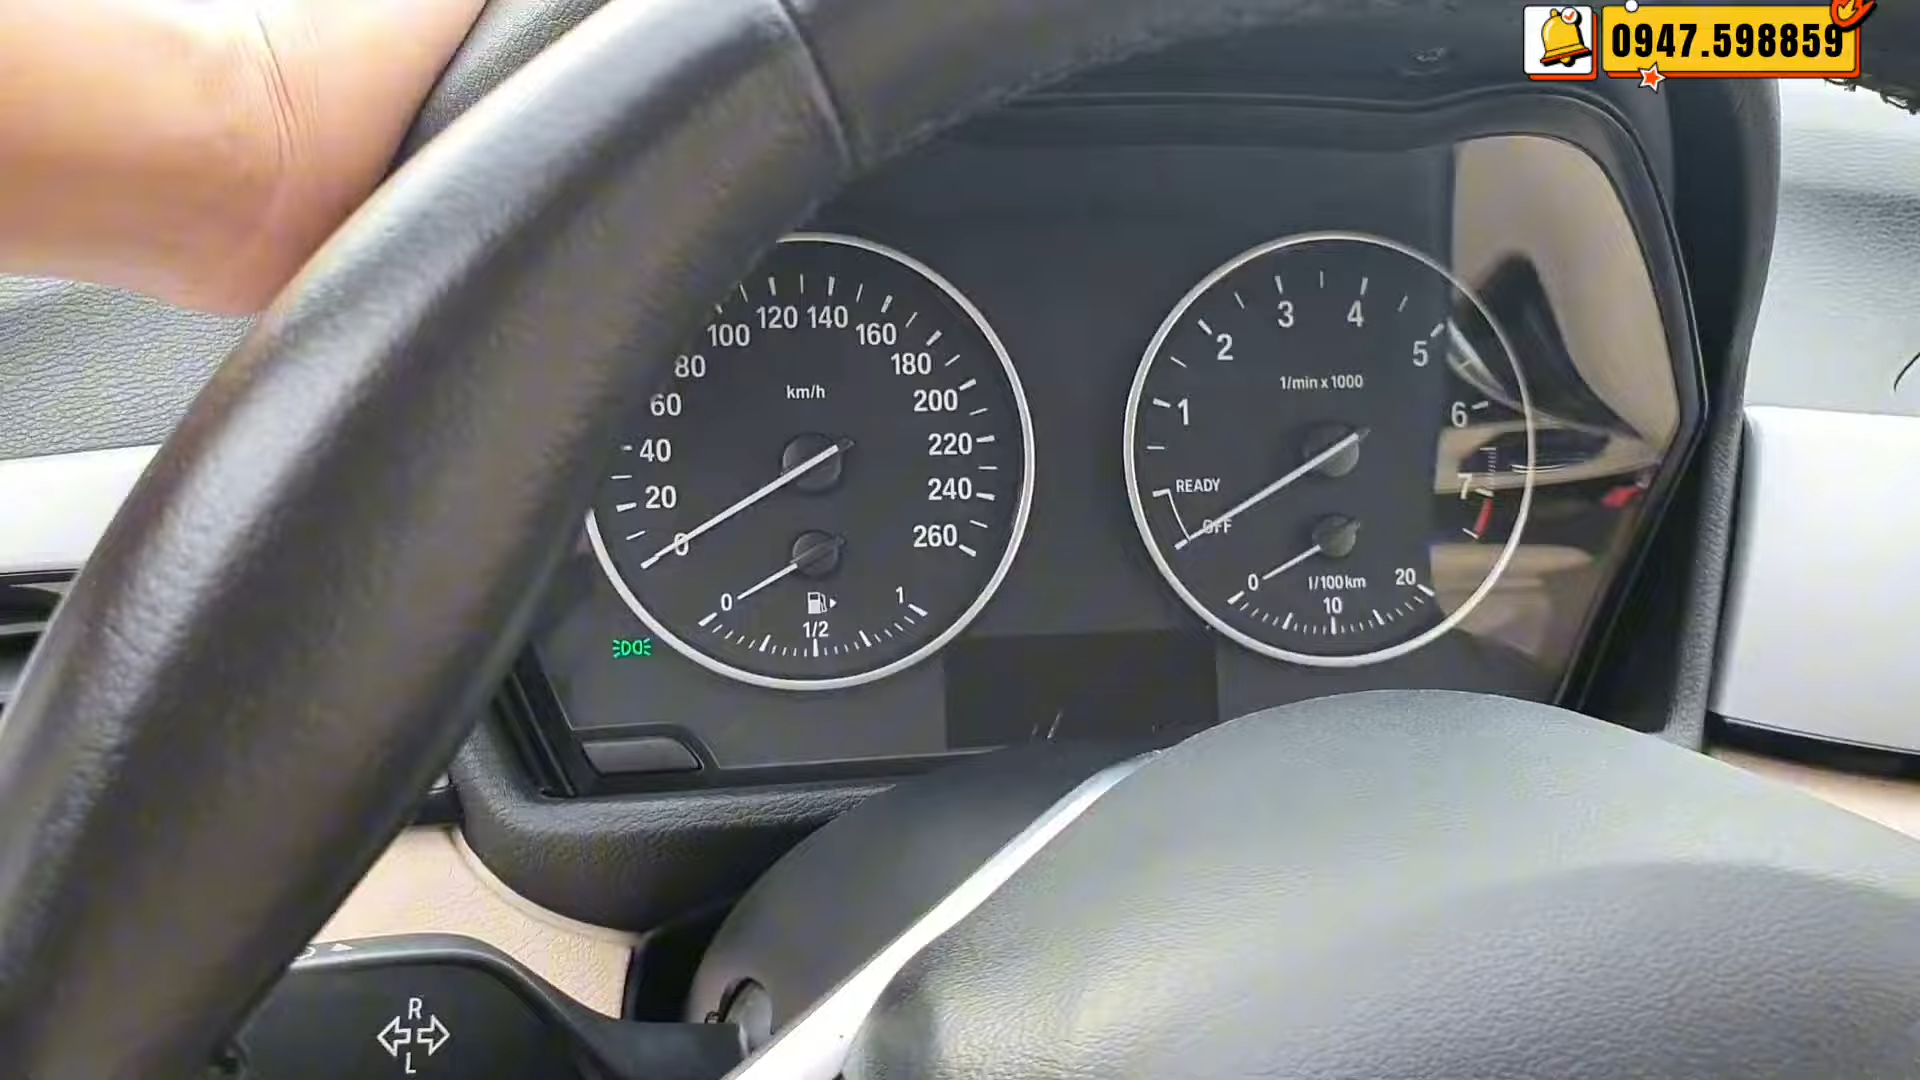 0947.598859
120 140
100 160
80 180
60 km/h 200
40 220
20 240
0 260
0 1
1/2
3 4
2 5
1/min x 1000
1 6
READY 7
OFF
0 l/100km 20
10
R
L